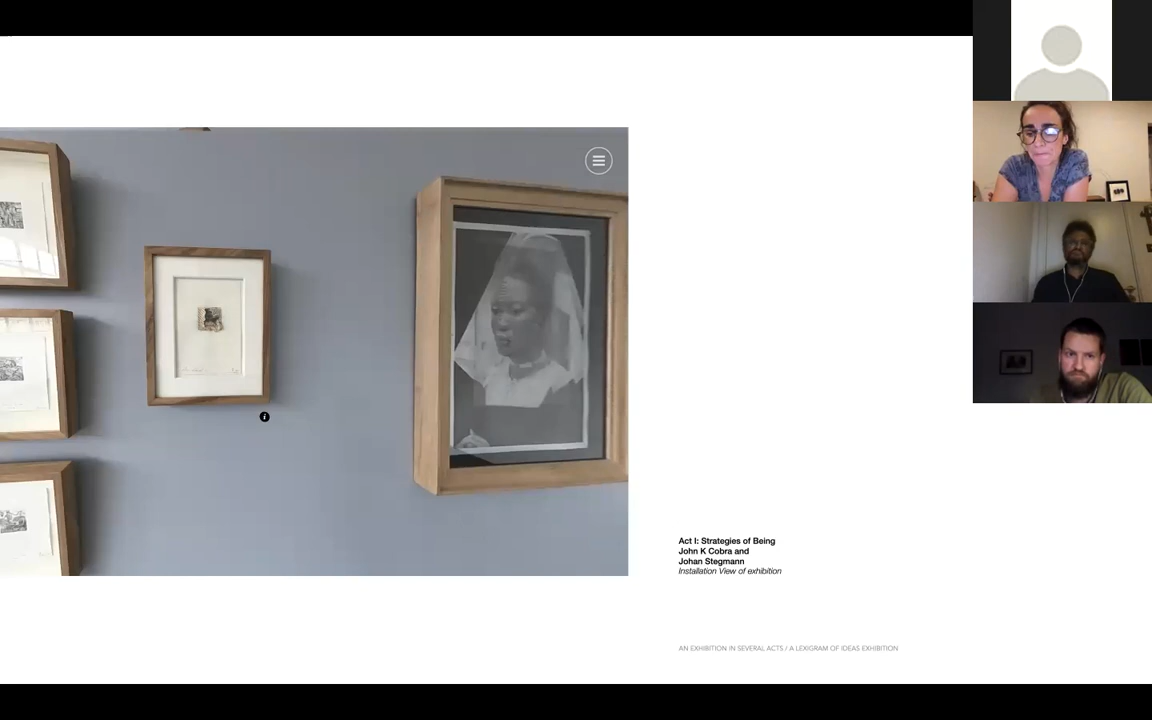 Act I: Strategies of Being
John K Cobra and
Johan Stegmann
Installation View of exhibition
AN EXHIBITION IN SEVERAL ACTS / A LEXIGRAM OF IDEAS EXHIBITION